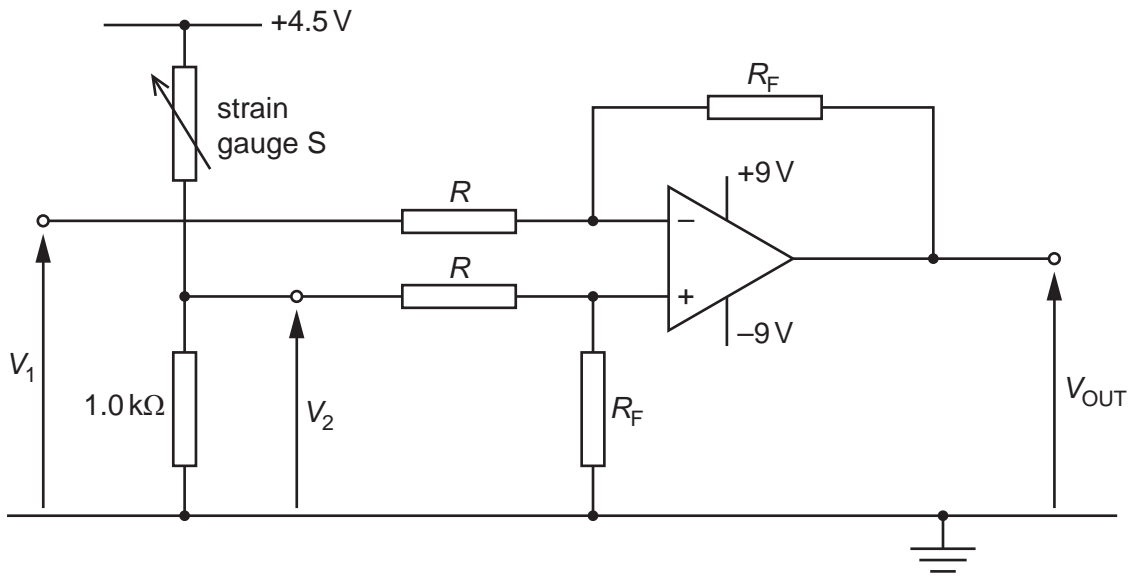 +4.5 V
strain
gauge S
R
R
R_F
+9 V
−
+
–9 V
V_1
1.0 kΩ
V_2
R_F
V_OUT